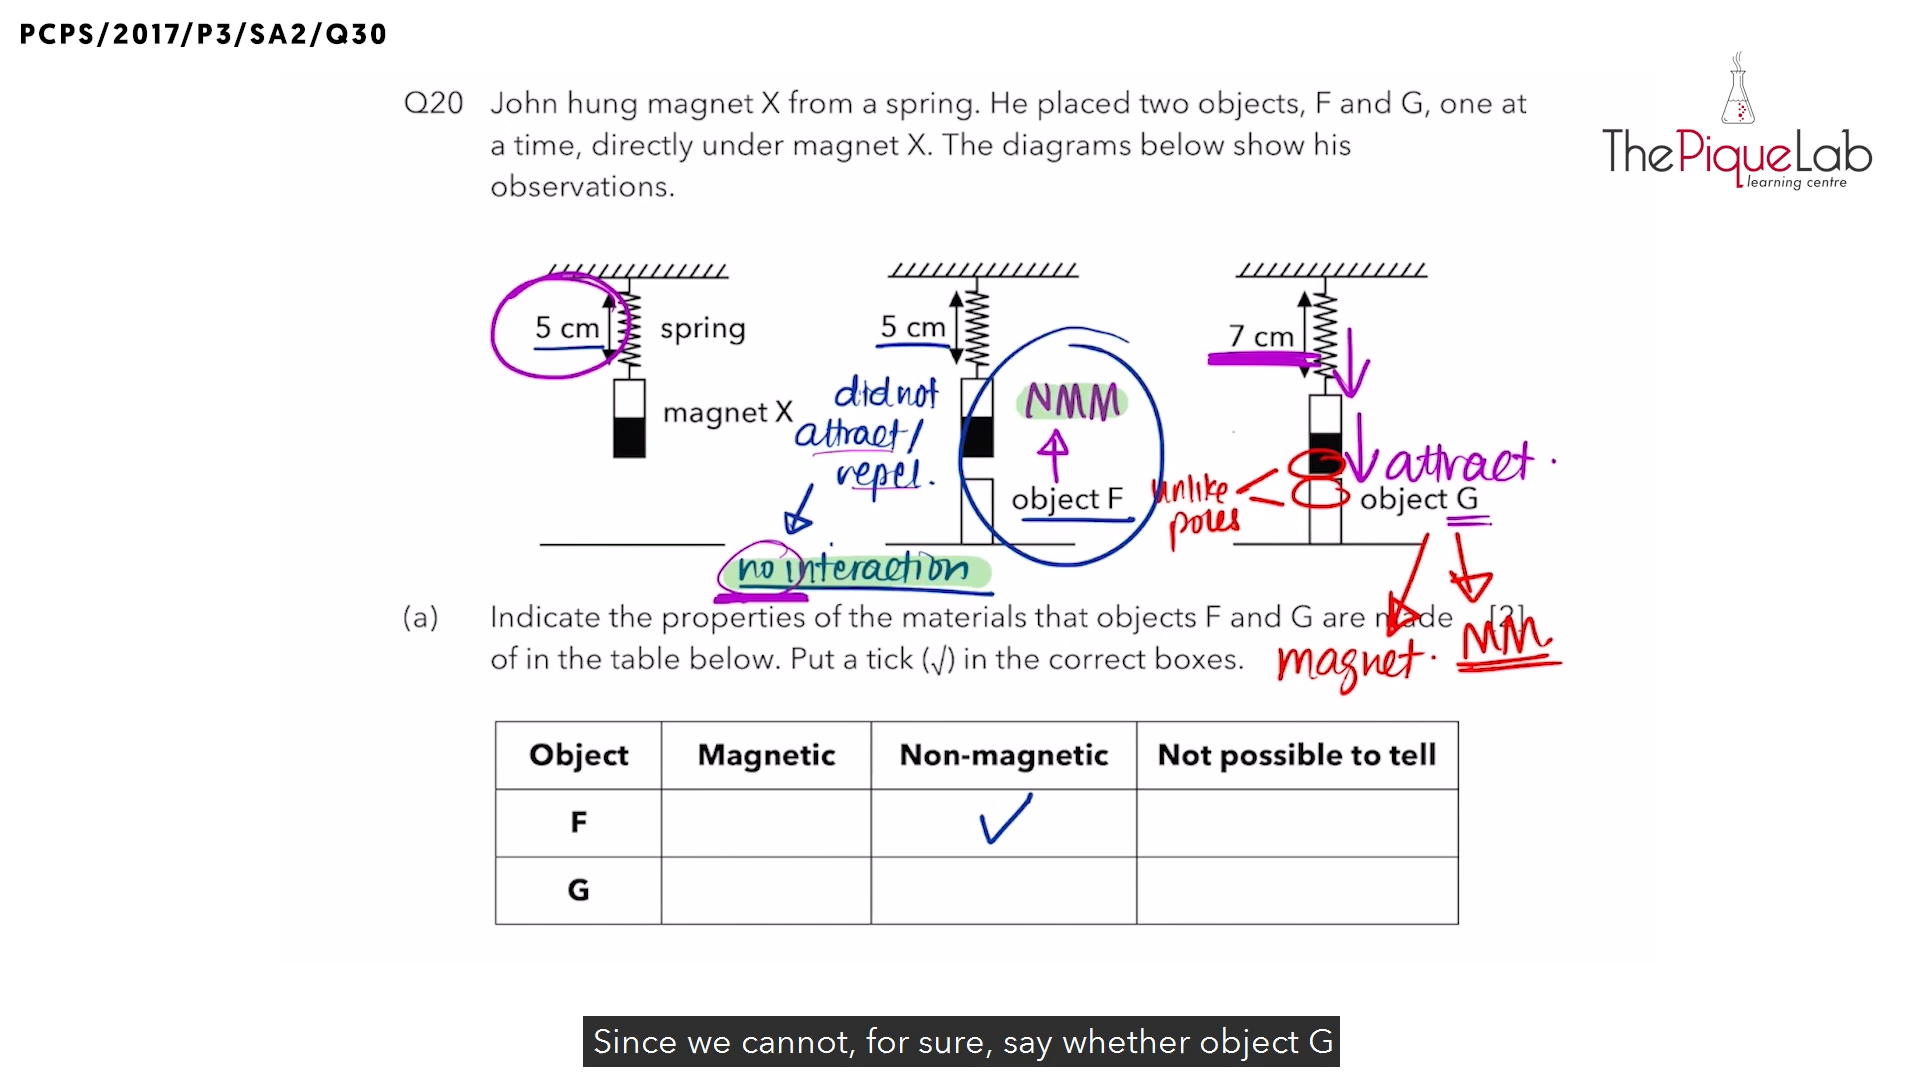 PCPS/2017/P3/SA2/Q30
ThePiqueLab
learning centre
Q20 John hung magnet X from a spring. He placed two objects, F and G, one at
a time, directly under magnet X. The diagrams below show his
observations.
5 cm
spring
magnet X
5 cm
did not
attract/
repel.
no interaction
NMM
object F
7 cm
attract.
unlike
poles
object G
magnet.
MM.
(a) Indicate the properties of the materials that objects F and G are made [2]
of in the table below. Put a tick (√) in the correct boxes.
Object Magnetic Non-magnetic Not possible to tell
F ✓
G
Since we cannot, for sure, say whether object G